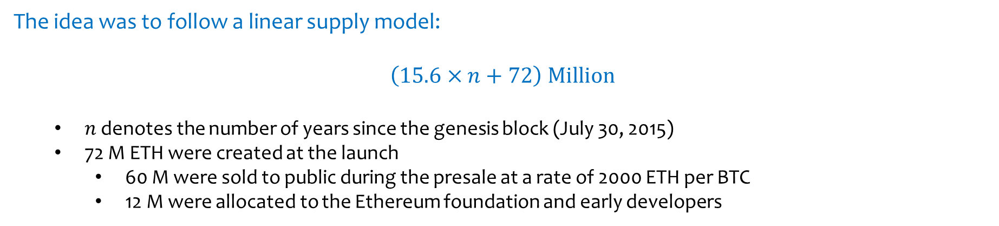 The idea was to follow a linear supply model:
(15.6 × n + 72) Million
• n denotes the number of years since the genesis block (July 30, 2015)
• 72 M ETH were created at the launch
• 60 M were sold to public during the presale at a rate of 2000 ETH per BTC
• 12 M were allocated to the Ethereum foundation and early developers